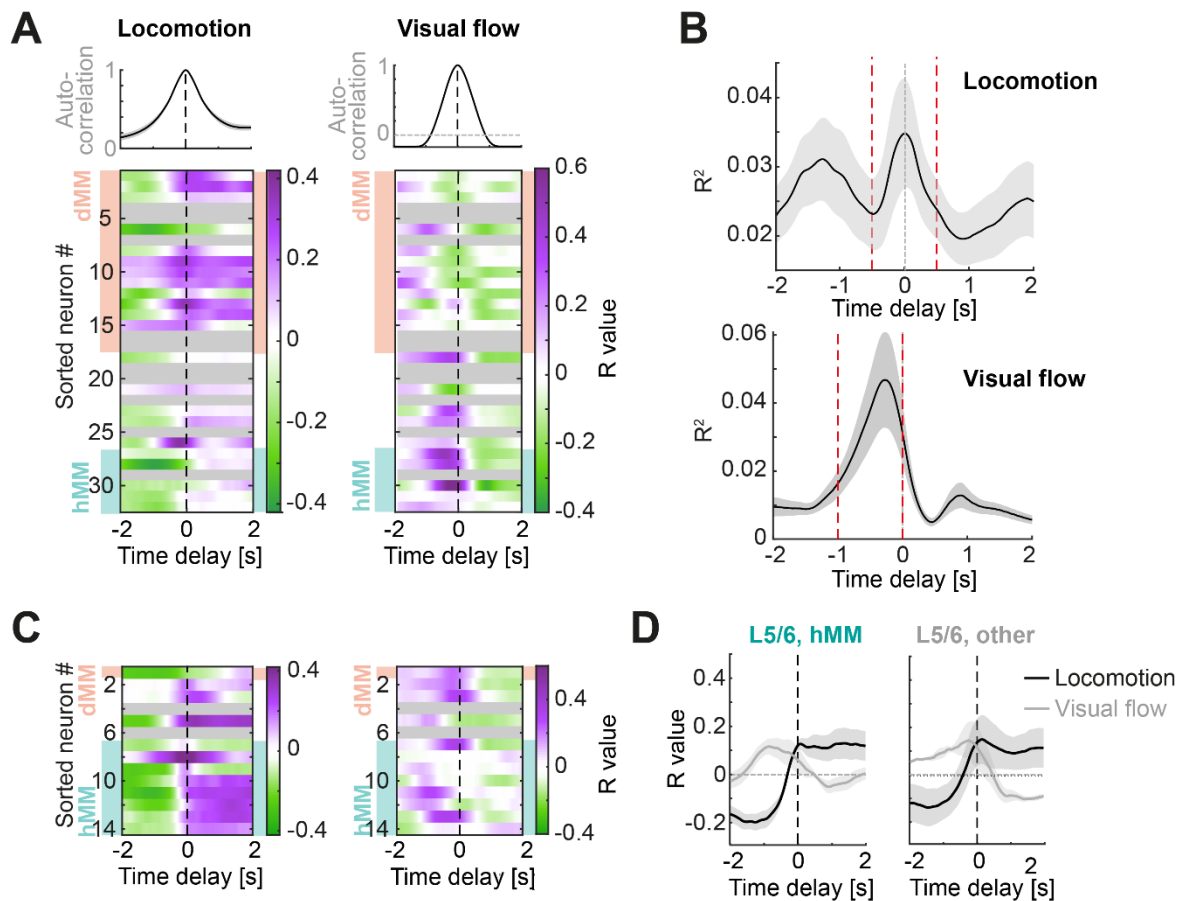 A
Locomotion
Visual flow
Auto-
correlation
1
0
Auto-
correlation
1
0
dMM
hMM
Sorted neuron #
5
10
15
20
25
30
-2 0 2
Time delay [s]
0.4
0.2
0
-0.2
-0.4
dMM
hMM
-2 0 2
Time delay [s]
0.6
0.4
0.2
0
-0.2
-0.4
R value
B
Locomotion
R²
0.04
0.03
0.02
-2 -1 0 1 2
Time delay [s]
Visual flow
R²
0.06
0.04
0.02
0
-2 -1 0 1 2
Time delay [s]
C
Sorted neuron #
dMM
hMM
2
6
10
14
-2 0 2
Time delay [s]
0.4
0
-0.4
dMM
hMM
-2 0 2
Time delay [s]
0.4
0
-0.4
R value
D
L5/6, hMM
L5/6, other
Locomotion
Visual flow
R value
0.4
0.2
0
-0.2
-2 0 2
Time delay [s]
-2 0 2
Time delay [s]